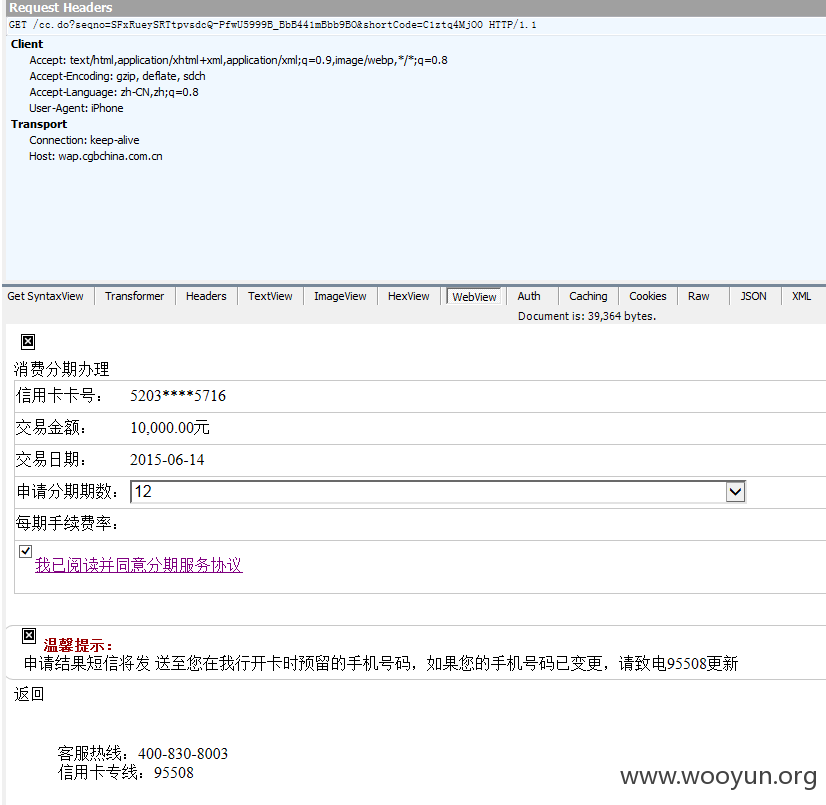 Request Headers
GET /cc.do?seqno=SFxRueySRTtpvsdcQ-PfwU5999B_BbB441mBbb9BO&shortCode=C1ztq4MjOO HTTP/1.1
Client
Accept: text/html,application/xhtml+xml,application/xml;q=0.9,image/webp,*/*;q=0.8
Accept-Encoding: gzip, deflate, sdch
Accept-Language: zh-CN,zh;q=0.8
User-Agent: iPhone
Transport
Connection: keep-alive
Host: wap.cgbchina.com.cn
Get SyntaxView Transformer Headers TextView ImageView HexView WebView Auth Caching Cookies Raw JSON XML
Document is: 39,364 bytes.
消费分期办理
信用卡卡号： 5203****5716
交易金额： 10,000.00元
交易日期： 2015-06-14
申请分期期数： 12
每期手续费率：
我已阅读并同意分期服务协议
温馨提示：
申请结果短信将发 送至您在我行开卡时预留的手机号码，如果您的手机号码已变更，请致电95508更新
返回
客服热线：400-830-8003
信用卡专线：95508
www.wooyun.org